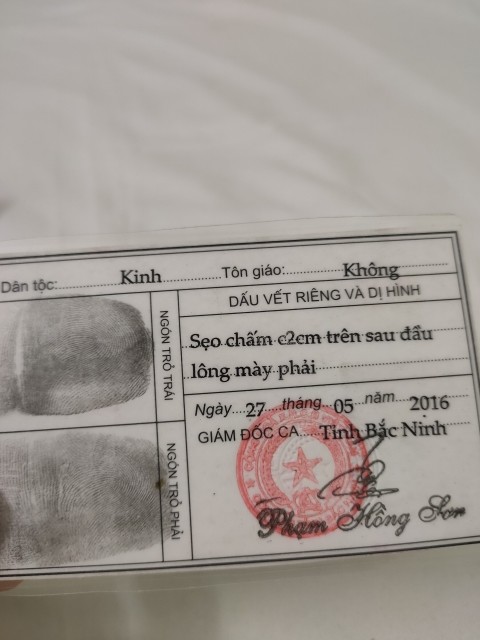 Dân tộc: Kinh Tôn giáo: Không
DẤU VẾT RIÊNG VÀ DỊ HÌNH
NGÓN TRỎ TRÁI
Sẹo chấm c2cm trên sau đầu
lông mày phải
NGÓN TRỎ PHẢI
Ngày 27 tháng 05 năm 2016
GIÁM ĐỐC CA Tỉnh Bắc Ninh
Phạm Hồng Sơn